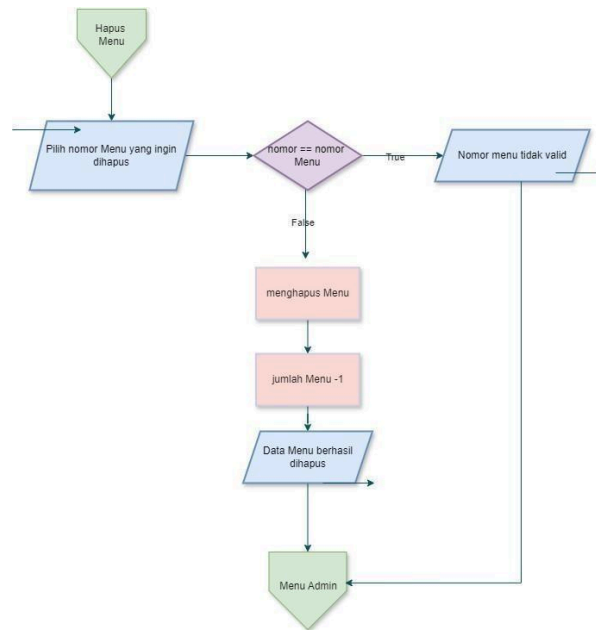 Hapus
Menu
Pilih nomor Menu yang ingin
dihapus
nomor == nomor
Menu
True
Nomor menu tidak valid
False
menghapus Menu
jumlah Menu -1
Data Menu berhasil
dihapus
Menu Admin